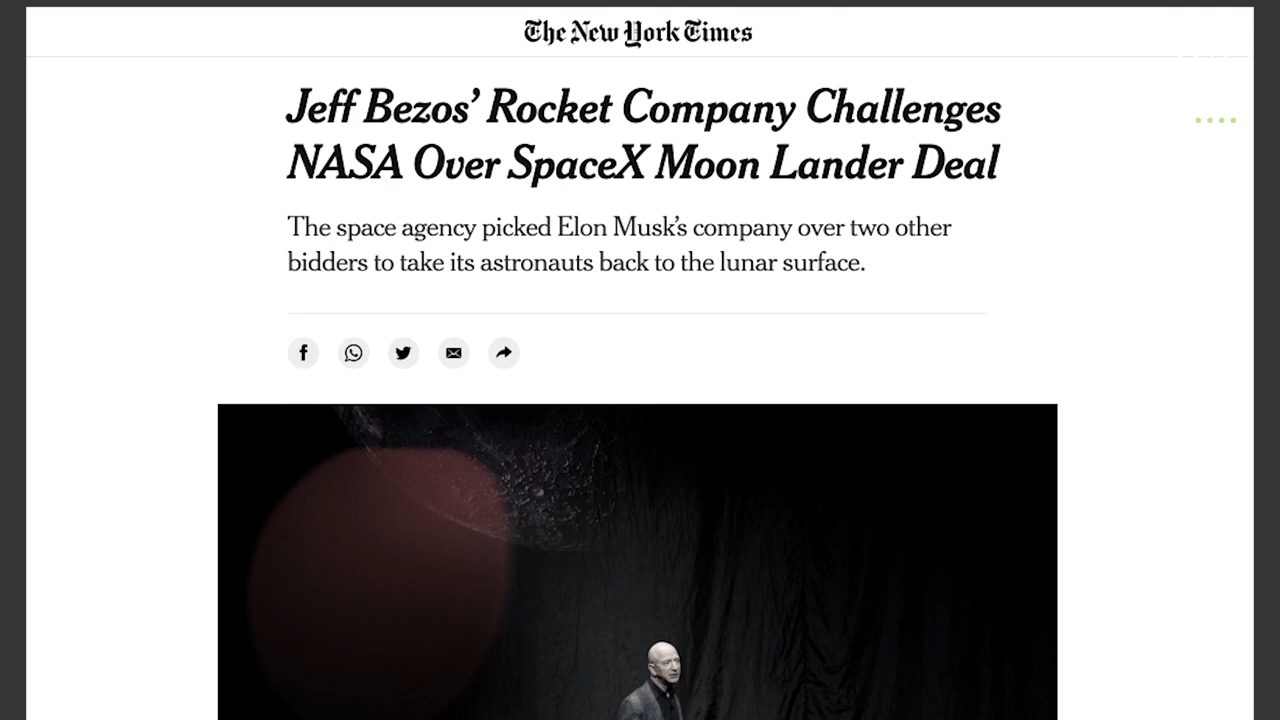 The New York Times
Jeff Bezos’ Rocket Company Challenges
NASA Over SpaceX Moon Lander Deal
The space agency picked Elon Musk’s company over two other
bidders to take its astronauts back to the lunar surface.